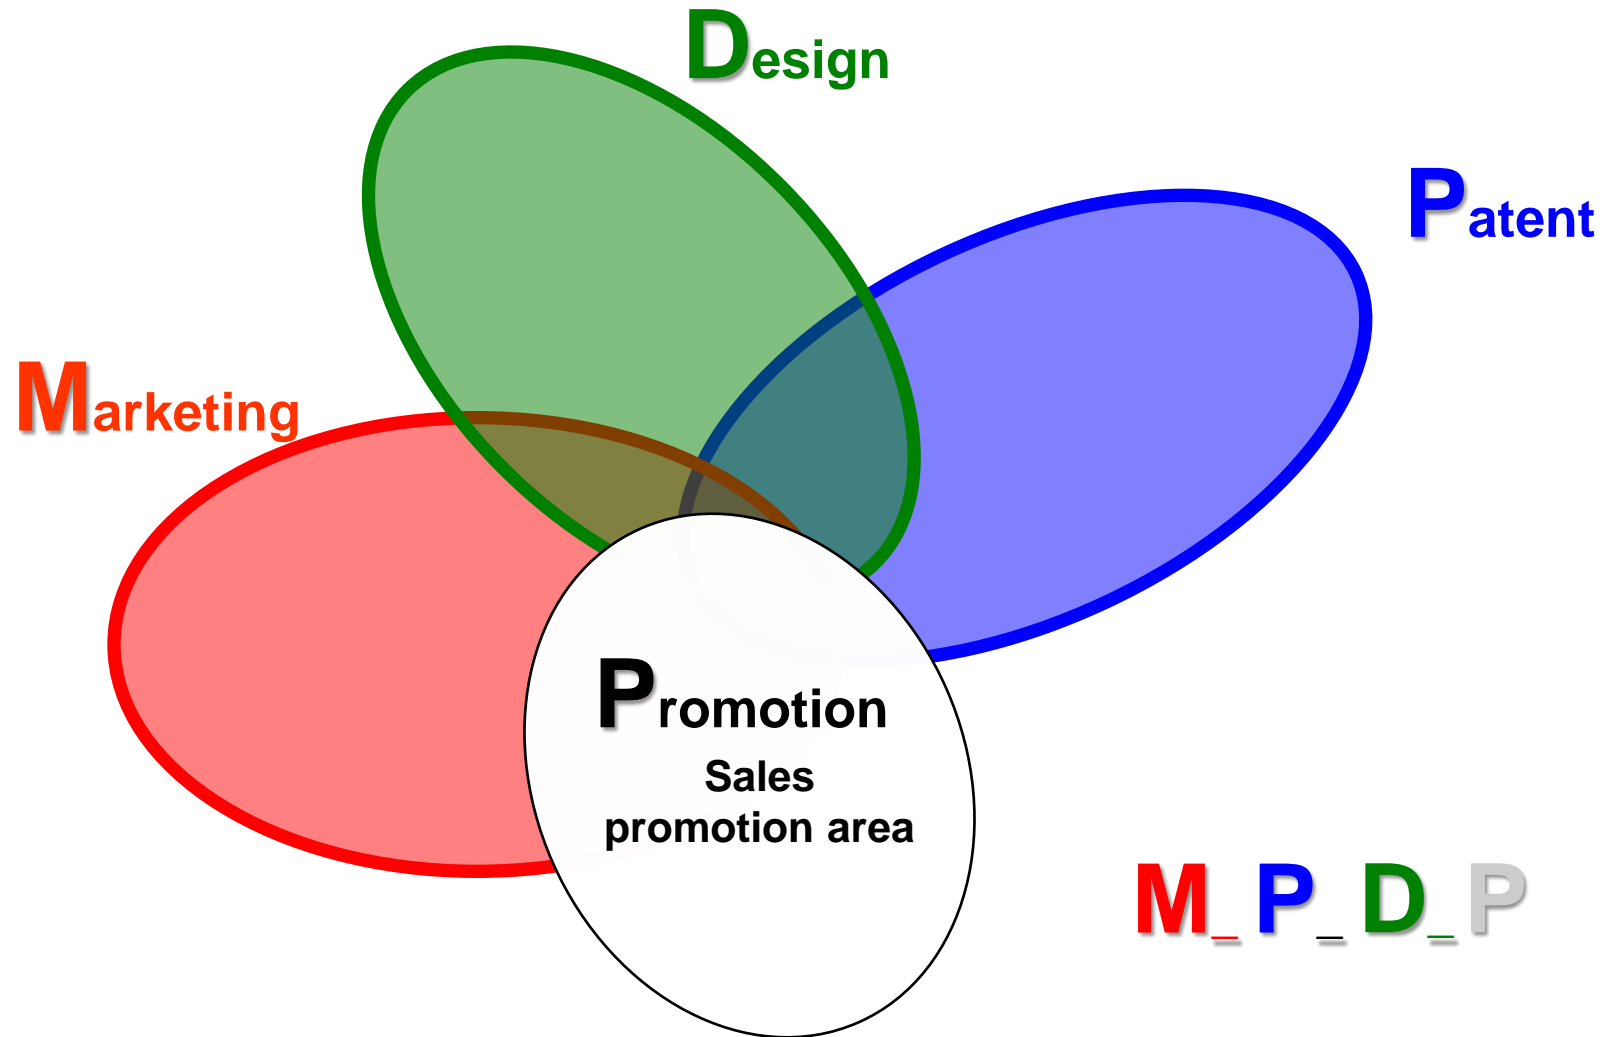 Design
Patent
Marketing
Promotion
Sales
promotion area
M_P_D_P